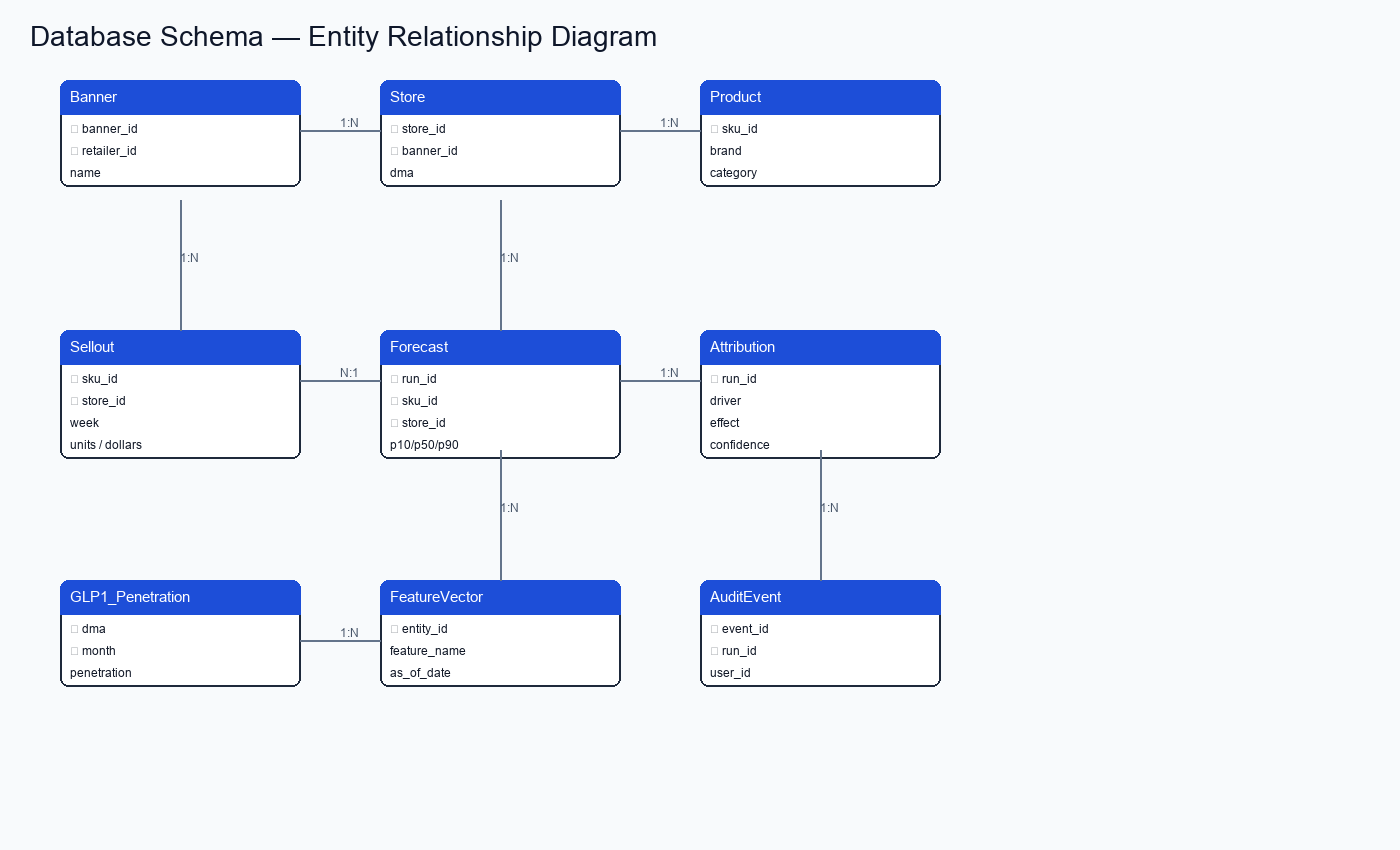 Database Schema — Entity Relationship Diagram
Banner
banner_id
retailer_id
name
1:N
Store
store_id
banner_id
dma
1:N
Product
sku_id
brand
category
1:N
1:N
Sellout
sku_id
store_id
week
units / dollars
N:1
Forecast
run_id
sku_id
store_id
p10/p50/p90
1:N
Attribution
run_id
driver
effect
confidence
1:N
1:N
GLP1_Penetration
dma
month
penetration
1:N
FeatureVector
entity_id
feature_name
as_of_date
AuditEvent
event_id
run_id
user_id